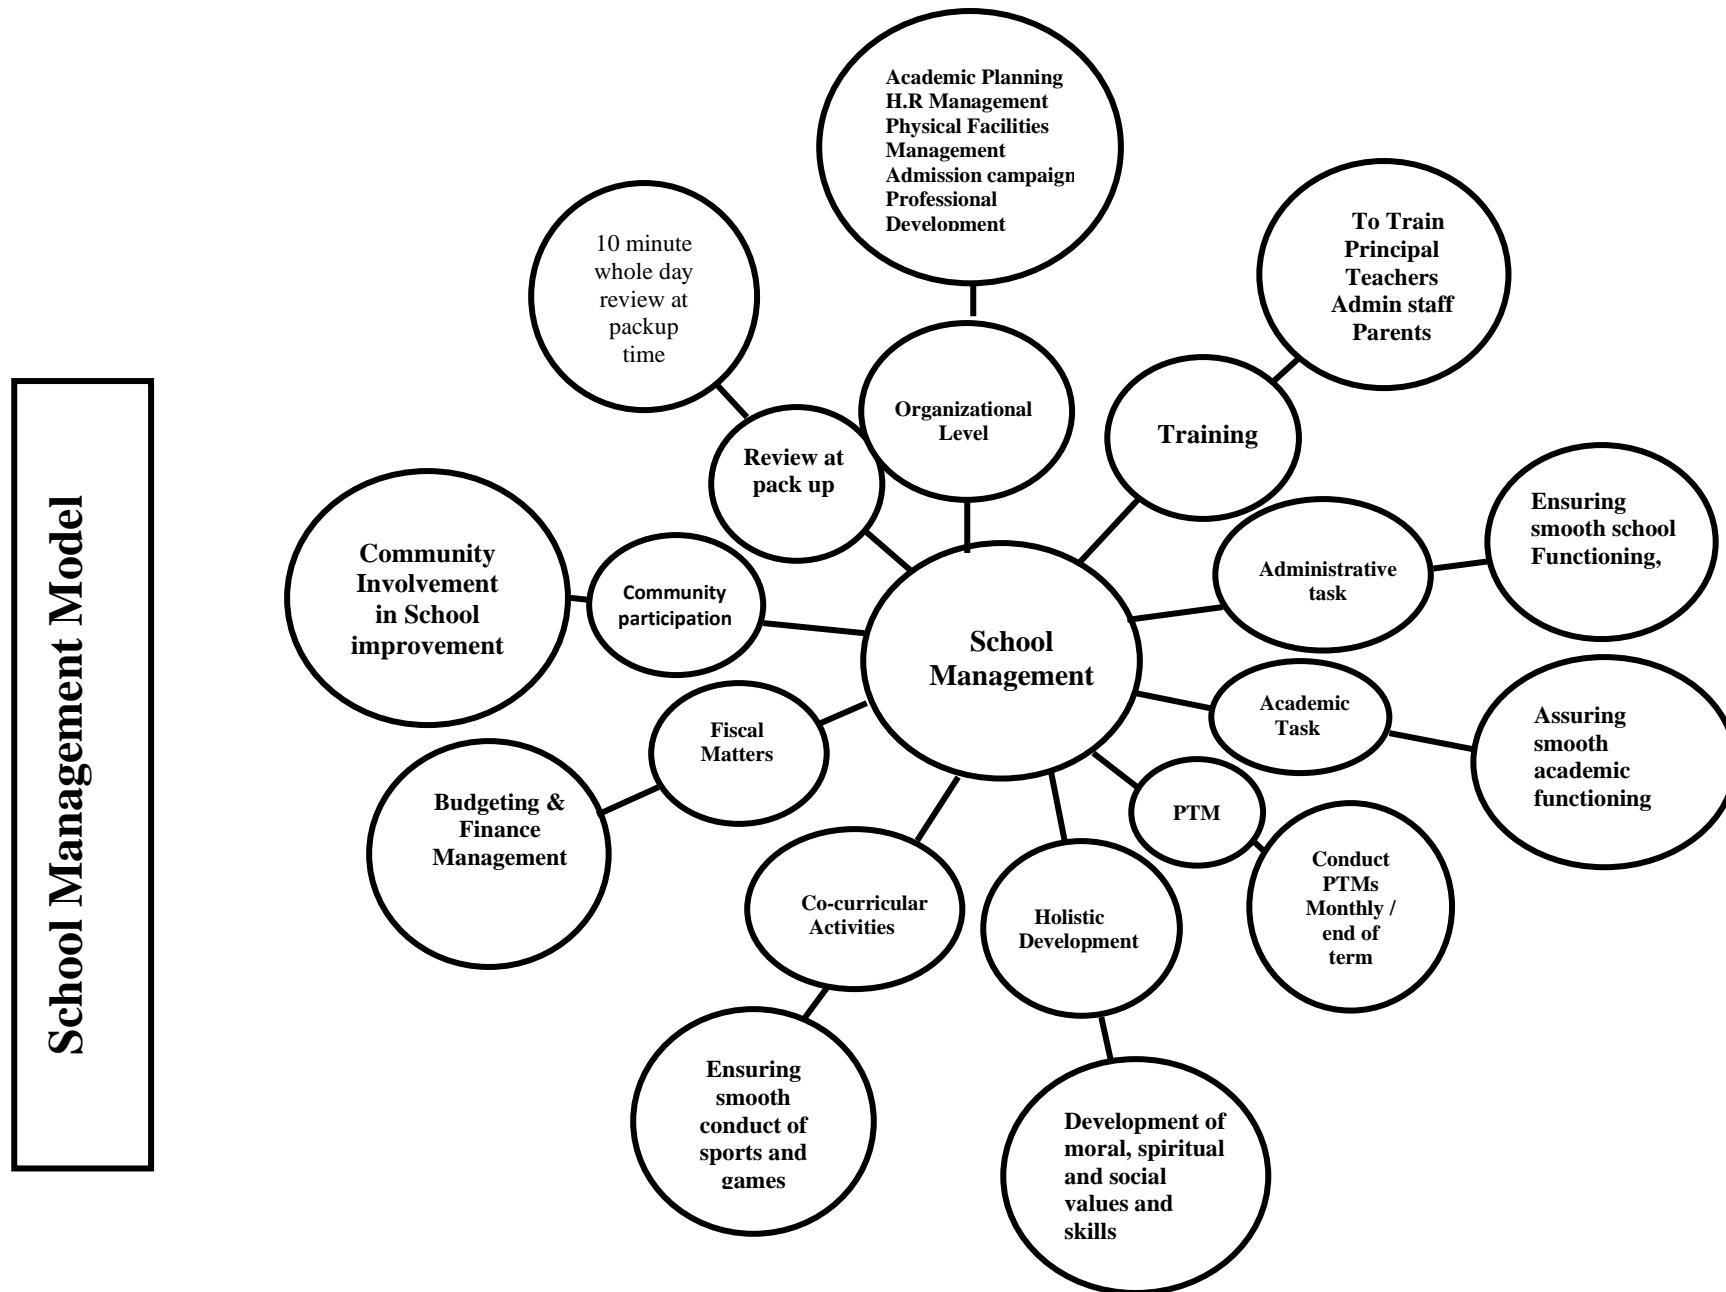 School Management Model
Academic Planning
H.R Management
Physical Facilities
Management
Admission campaign
Professional
Development
To Train
Principal
Teachers
Admin staff
Parents
10 minute
whole day
review at
packup
time
Organizational
Level
Training
Review at
pack up
Ensuring
smooth school
Functioning,
Administrative
task
Community
Involvement
in School
improvement
Community
participation
School
Management
Academic
Task
Assuring
smooth
academic
functioning
Fiscal
Matters
Budgeting &
Finance
Management
PTM
Conduct
PTMs
Monthly /
end of
term
Co-curricular
Activities
Holistic
Development
Ensuring
smooth
conduct of
sports and
games
Development of
moral, spiritual
and social
values and
skills